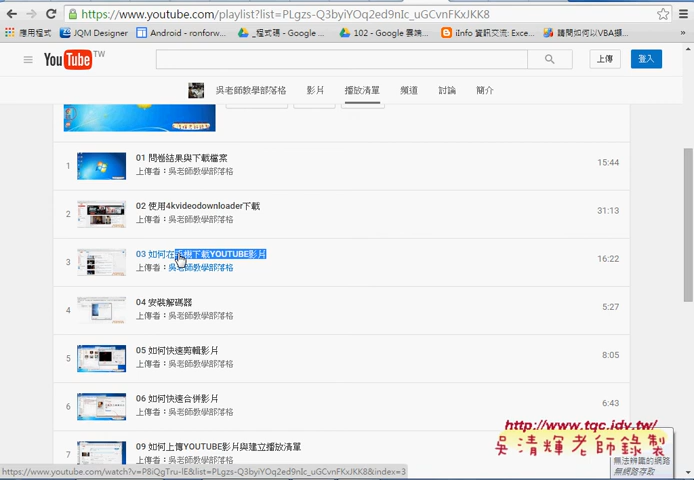 https://www.youtube.com/playlist?list=PLgzs-Q3byiYOq2ed9nIc_uGCvnFKxJKK8
應用程式 JQM Designer Android - ronforw... _程式碼 - Google ... 102 - Google 雲端... iInfo 資訊交流: Exce... 請問如何以VBA擷...
YouTube TW 上傳 登入
吳老師教學部落格 影片 播放清單 頻道 討論 簡介
1 01 問卷結果與下載檔案 15:44
上傳者：吳老師教學部落格
2 02 使用4kvideodownloader下載 31:13
上傳者：吳老師教學部落格
3 03 如何在手機下載YOUTUBE影片 16:22
上傳者：吳老師教學部落格
4 04 安裝解碼器 5:27
上傳者：吳老師教學部落格
5 05 如何快速剪輯影片 8:05
上傳者：吳老師教學部落格
6 06 如何快速合併影片 6:43
上傳者：吳老師教學部落格
7 09 如何上傳YOUTUBE影片與建立播放清單
http://www.tqc.idv.tw/
吳清輝老師錄製
無法辨識的網路
無網路存取
https://www.youtube.com/watch?v=P8iQgTru-IE&list=PLgzs-Q3byiYOq2ed9nIc_uGCvnFKxJKK8&index=3